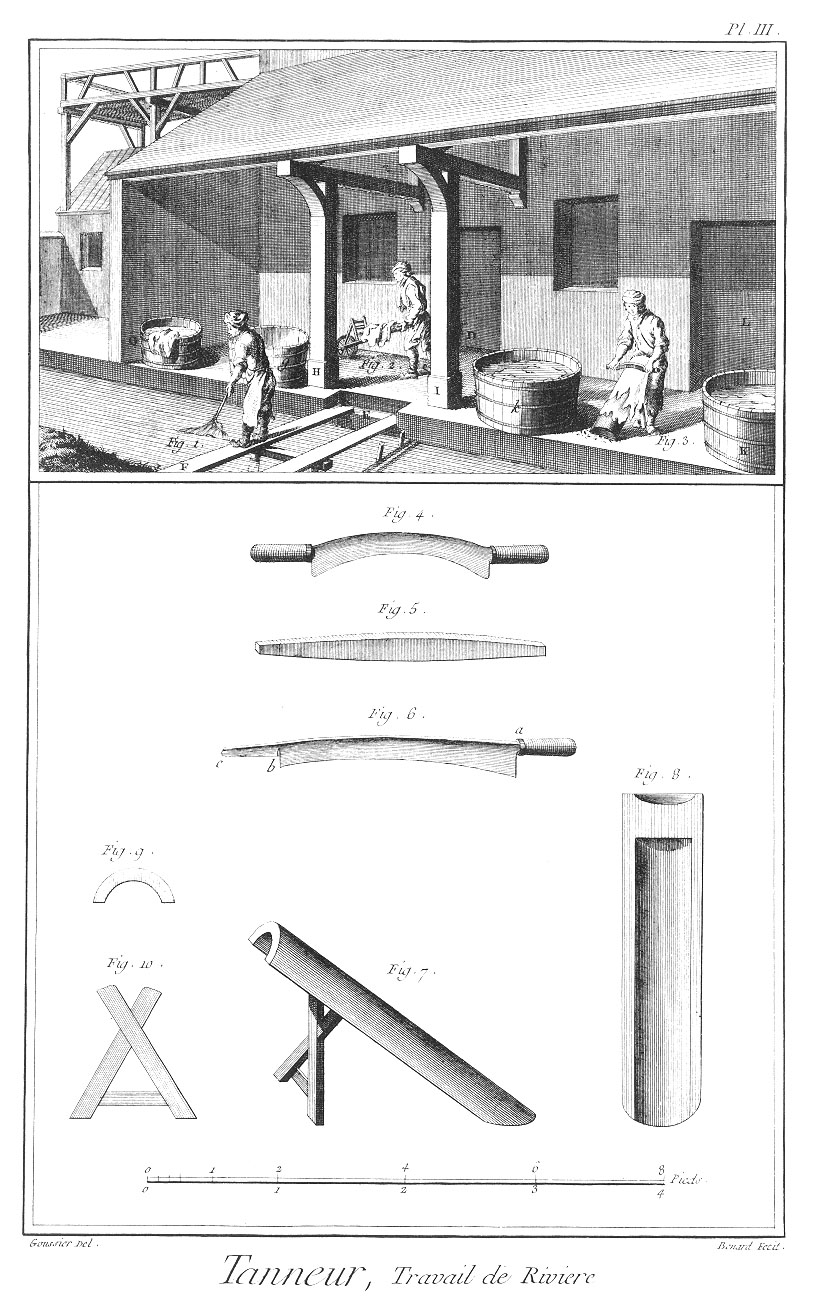 Pl. III.
G
H
Fig. 2
D
I
k
L
Fig. 1.
F
E
Fig. 3.
K
Fig. 4.
Fig. 5.
Fig. 6.
a
c
b
Fig. 8.
Fig. 9.
Fig. 10.
Fig. 7.
0 1 2 4 6 8 Pieds.
0 1 2 3 4
Goussier Del.
Benard Fecit.
Tanneur, Travail de Riviere